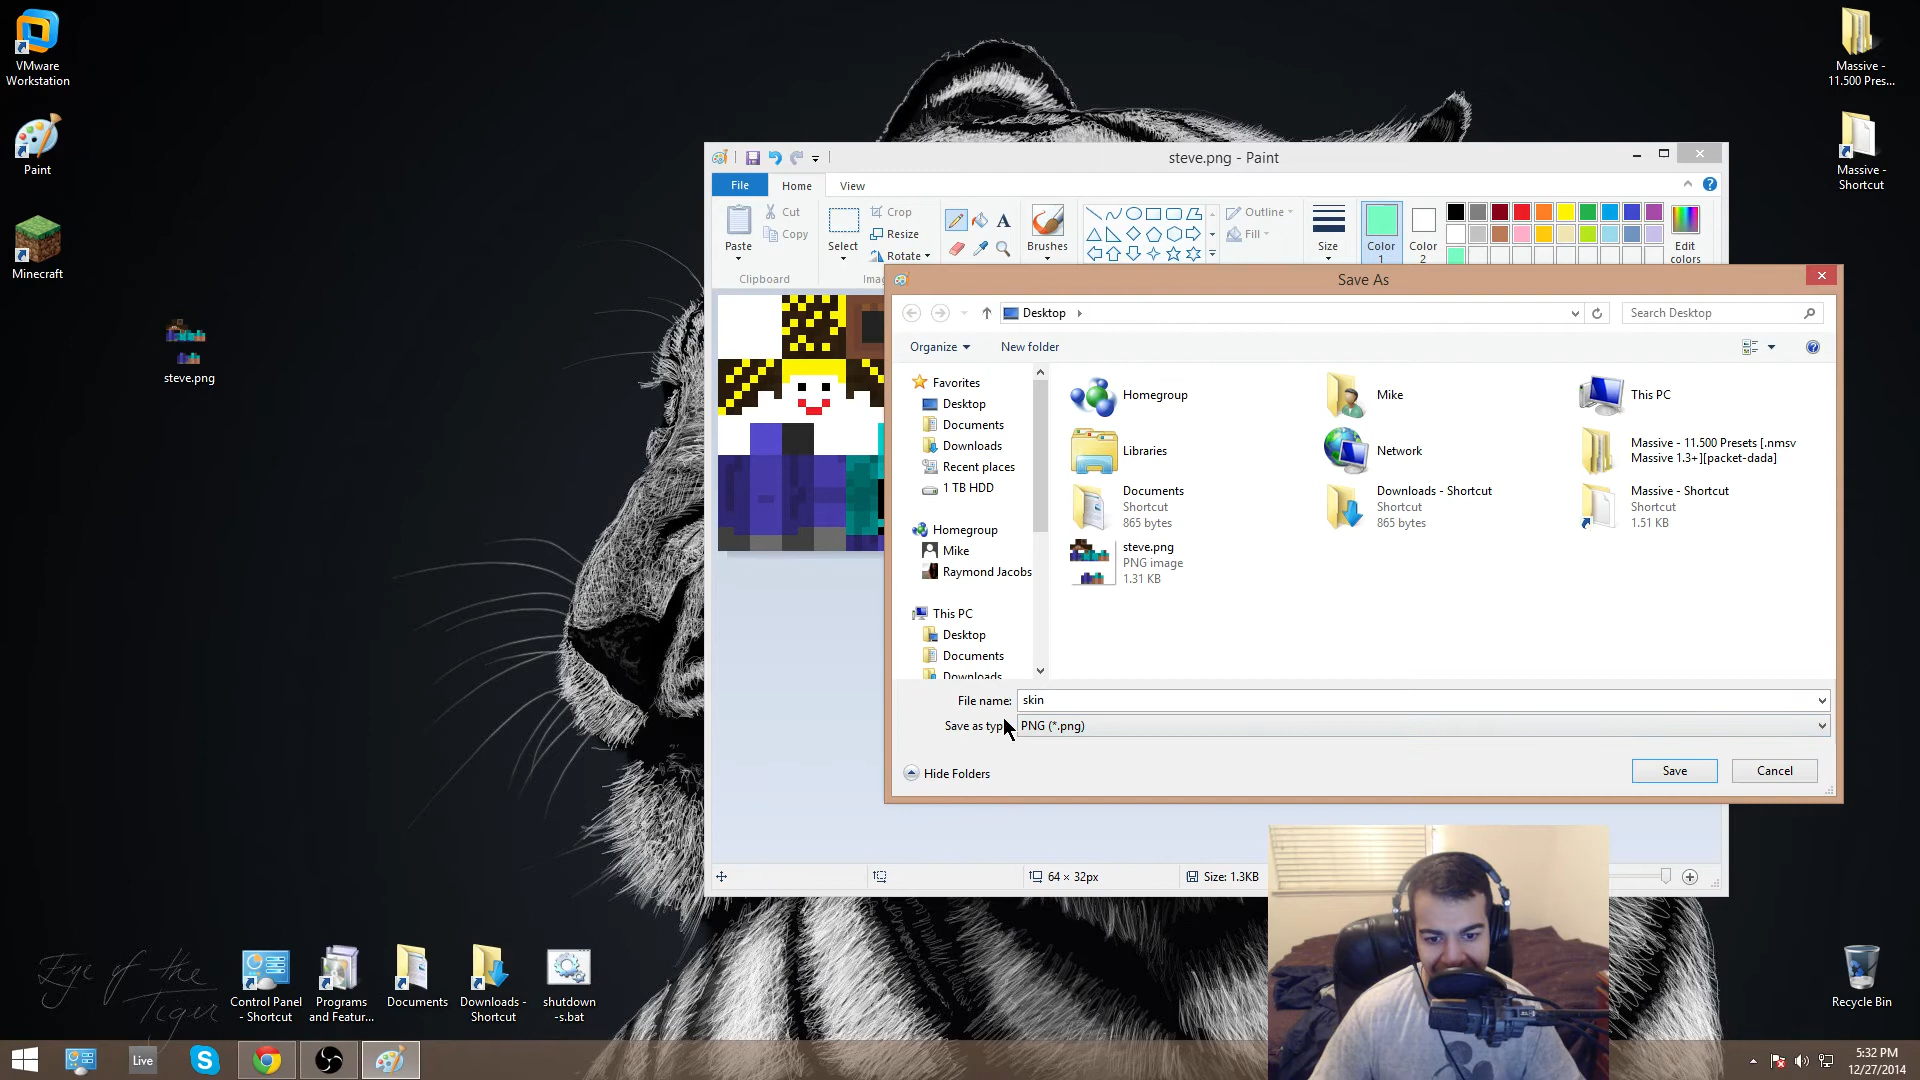 VMware
Workstation
Paint
Minecraft
steve.png
Massive -
11.500 Pres...
Massive -
Shortcut
steve.png - Paint
File
Home
View
Paste
Cut
Copy
Clipboard
Select
Crop
Resize
Rotate
Imag
A
Brushes
Outline
Fill
Size
Color
1
Color
2
Edit
colors
Save As
Desktop
Search Desktop
Organize
New folder
Favorites
Desktop
Documents
Downloads
Recent places
1 TB HDD
Homegroup
Mike
Raymond Jacobs
This PC
Desktop
Documents
Downloads
Homegroup
Mike
This PC
Libraries
Network
Massive - 11.500 Presets [.nmsv
Massive 1.3+][packet-dada]
Documents
Shortcut
865 bytes
Downloads - Shortcut
Shortcut
865 bytes
Massive - Shortcut
1.51 KB
steve.png
PNG image
1.31 KB
File name:
skin
Save as typ
PNG (*.png)
Hide Folders
Save
Cancel
64 × 32px
Size: 1.3KB
Eye of the
Tiger
Control Panel
- Shortcut
Programs
and Featur...
Documents
Downloads -
Shortcut
shutdown
-s.bat
Recycle Bin
Live
5:32 PM
12/27/2014